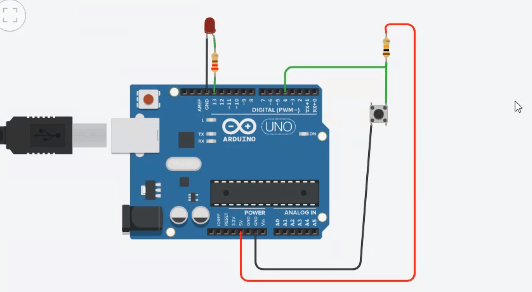 AREF
GND
13
12
~11
~10
~9
8
7
~6
~5
4
~3
2
TX→1
RX←0
DIGITAL (PWM ~)
L
TX
RX
UNO
ARDUINO
ON
POWER
ANALOG IN
RESET
3.3V
5V
GND
GND
Vin
A0
A1
A2
A3
A4
A5